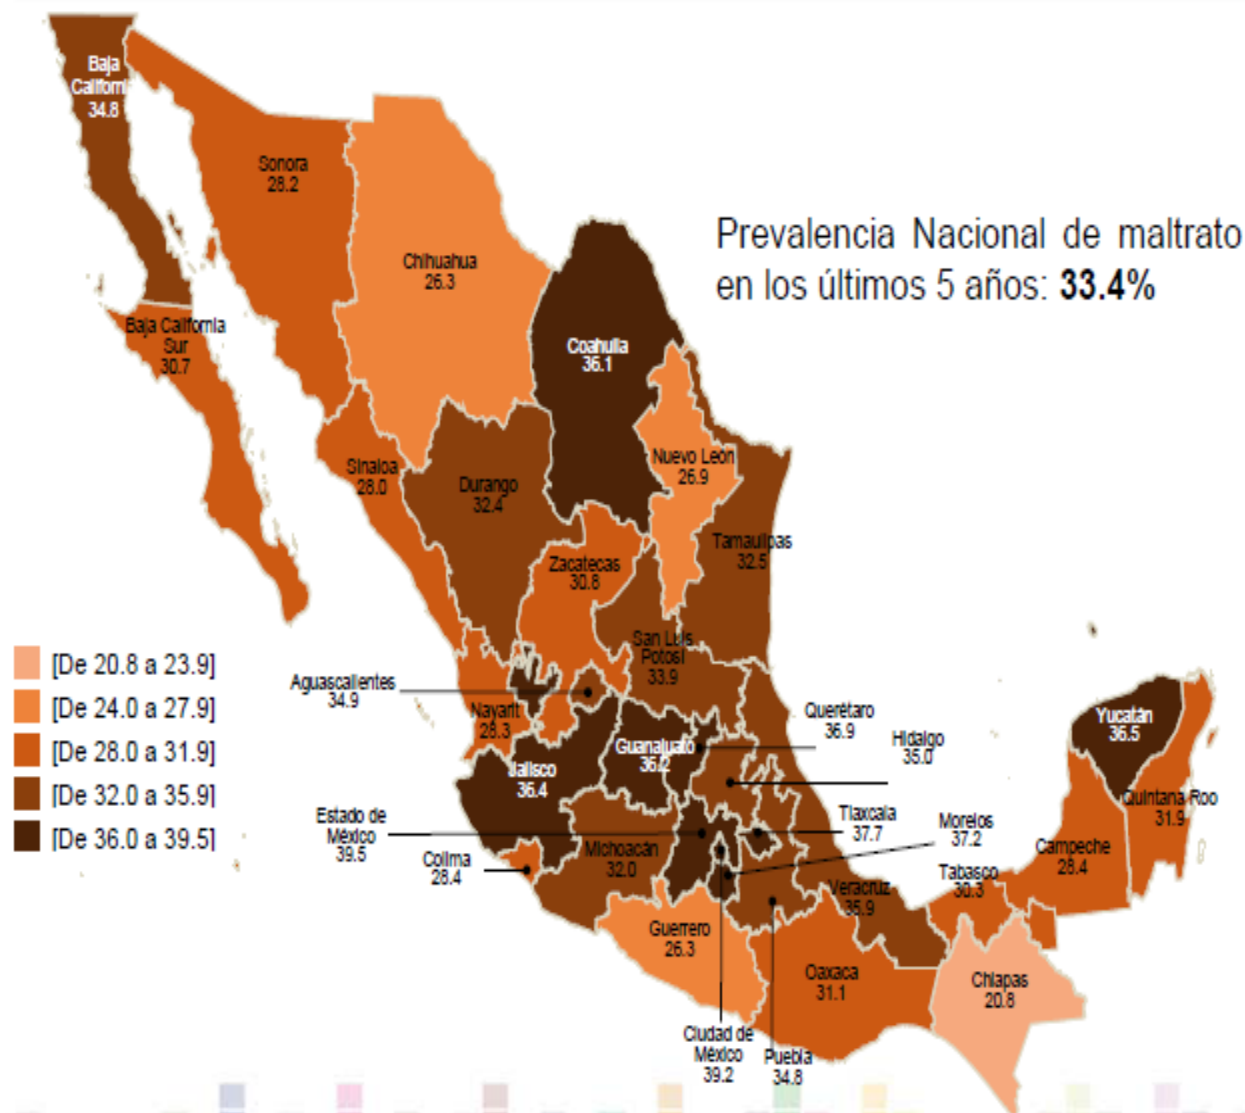 Baja
California
34.8
Sonora
28.2
Chihuahua
26.3
Prevalencia Nacional de maltrato
en los últimos 5 años: 33.4%
Baja California
Sur
30.7
Coahuila
36.1
Sinaloa
28.0
Durango
32.4
Nuevo León
26.9
Tamaulipas
32.5
Zacatecas
30.8
San Luis
Potosí
33.9
[De 20.8 a 23.9]
[De 24.0 a 27.9]
[De 28.0 a 31.9]
[De 32.0 a 35.9]
[De 36.0 a 39.5]
Aguascalientes
34.9
Nayarit
28.3
Jalisco
36.4
Guanajuato
36.2
Querétaro
36.9
Hidalgo
35.0
Yucatán
36.5
Quintana Roo
31.9
Estado de
México
39.5
Colima
28.4
Michoacán
32.0
Tlaxcala
37.7
Morelos
37.2
Campeche
28.4
Tabasco
30.3
Veracruz
35.9
Guerrero
26.3
Oaxaca
31.1
Chiapas
20.8
Ciudad de
México
39.2
Puebla
34.8